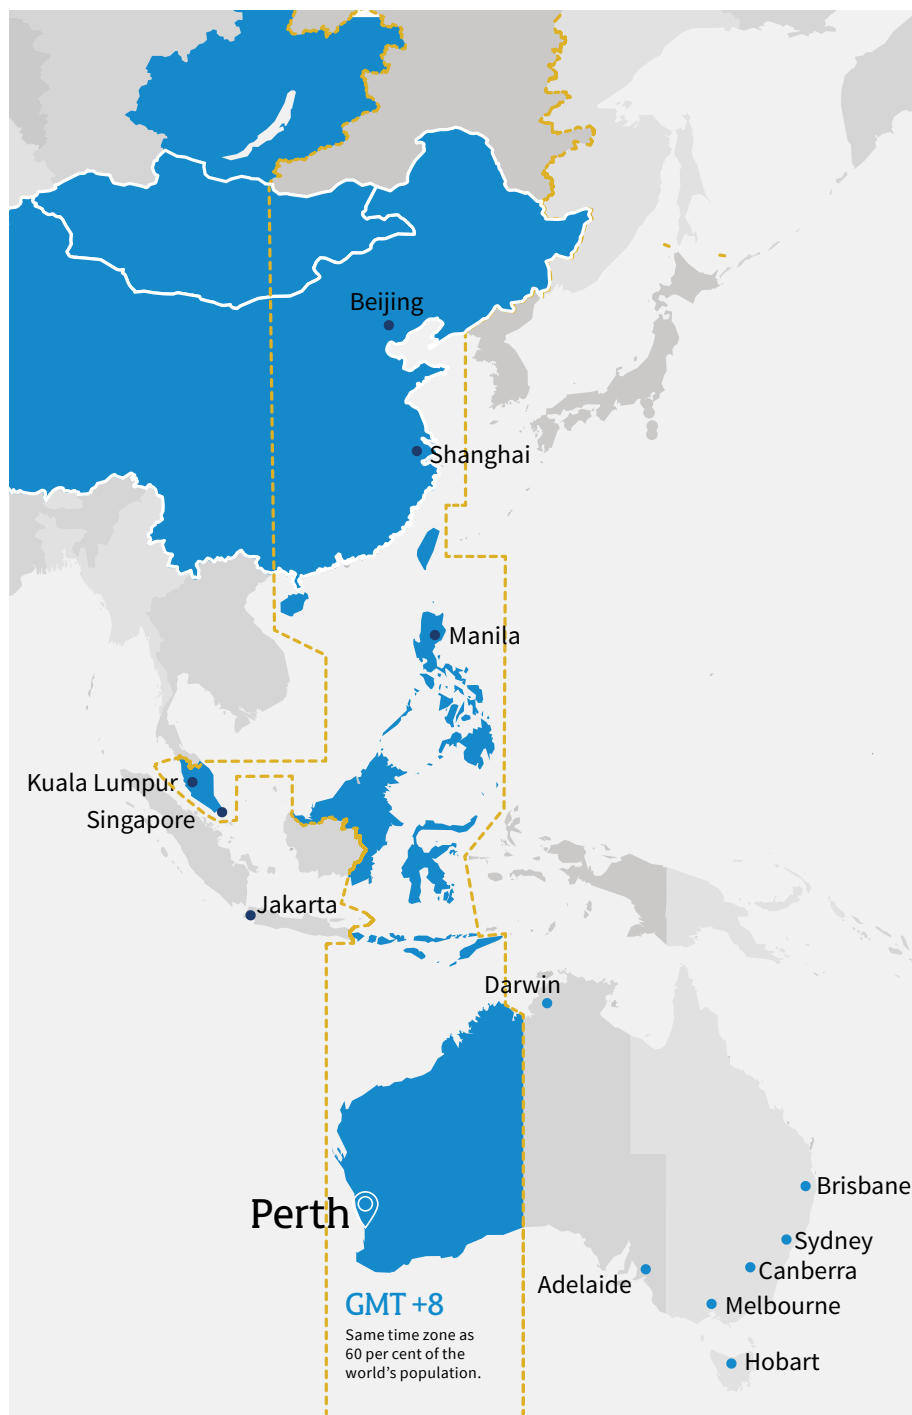 Beijing
Shanghai
Manila
Kuala Lumpur
Singapore
Jakarta
Darwin
Brisbane
Perth
Sydney
Canberra
Adelaide
Melbourne
GMT +8
Same time zone as
60 per cent of the
world’s population.
Hobart